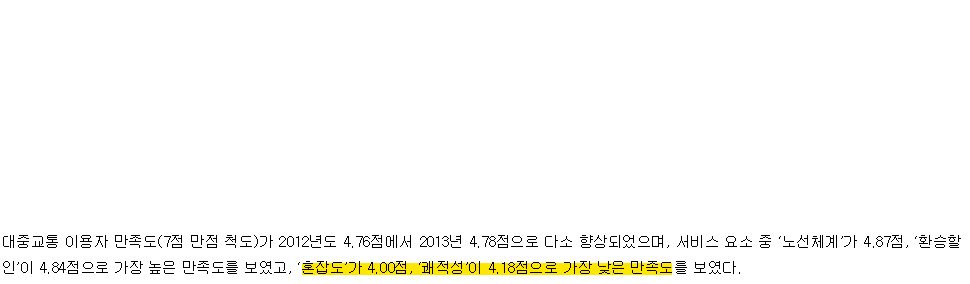 대중교통 이용자 만족도(7점 만점 척도)가 2012년도 4.76점에서 2013년 4.78점으로 다소 향상되었으며, 서비스 요소 중 ‘노선체계’가 4.87점, ‘환승할
인’이 4.84점으로 가장 높은 만족도를 보였고, ‘혼잡도’가 4.00점, ‘쾌적성’이 4.18점으로 가장 낮은 만족도를 보였다.